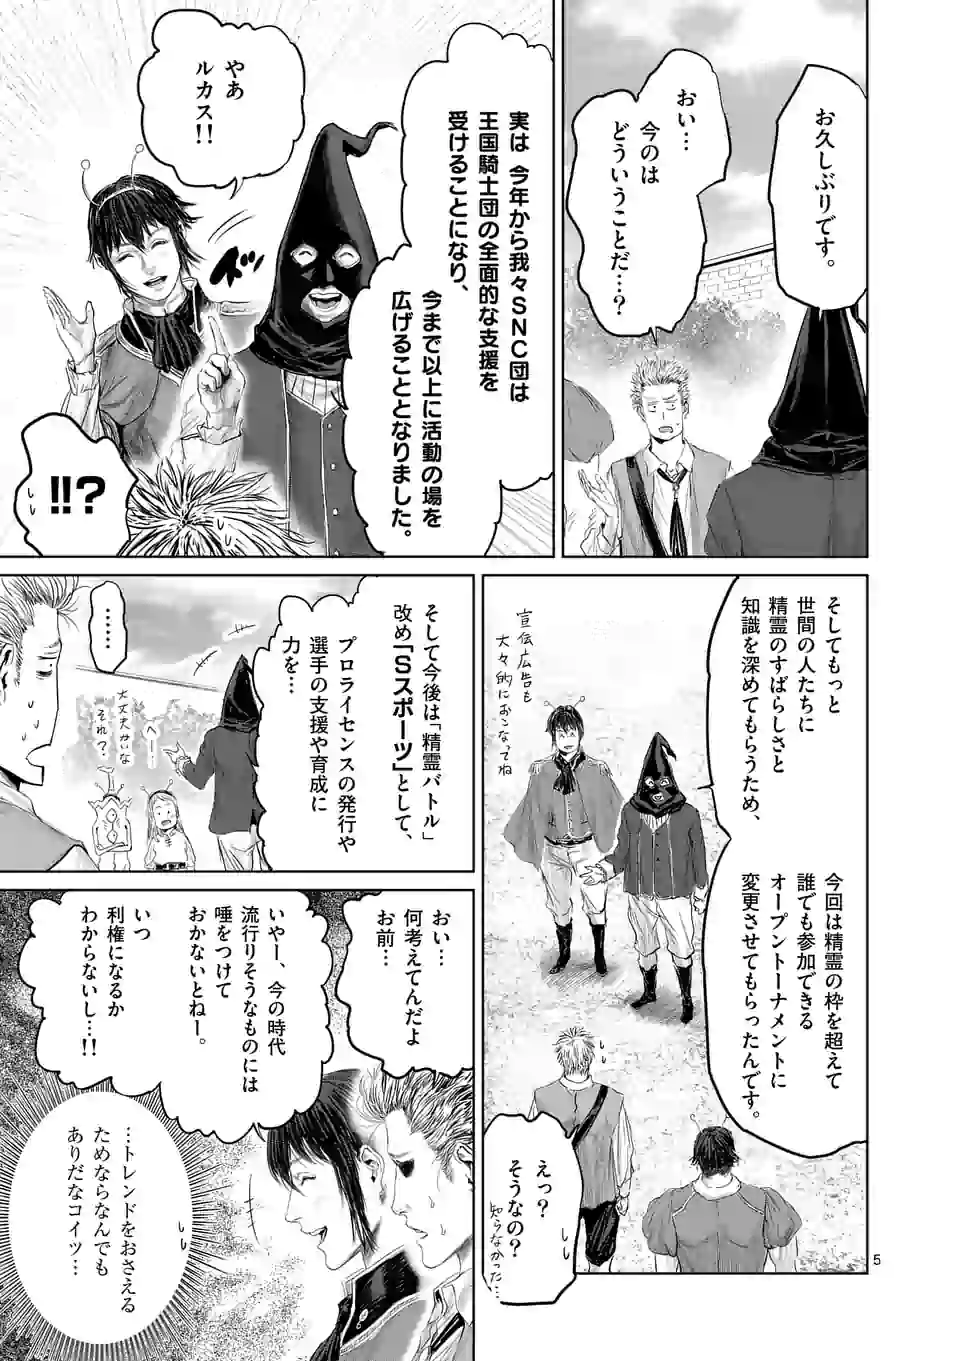 お久しぶりです。
おい…
今のは
どういうことだ…？
実は 今年から我々SNC団は
王国騎士団の全面的な支援を
受けることになり、
今まで以上に活動の場を
広げることとなりました。
やあ
ルカス!!
ズッ
!!?
そしてもっと
世間の人たちに
精霊のすばらしさと
知識を深めてもらうため、
今回は精霊の枠を超えて
誰でも参加できる
オープントーナメントに
変更させてもらったんです。
宣伝広告も
大々的におこなってね
えっ？
そうなの？
知らなかった…
そして今後は「精霊バトル」
改め「Sスポーツ」として、
プロライセンスの発行や
選手の支援や育成に
力を…
へー…
大丈夫かいな
それ？
……
おい…
何考えてんだよ
お前…
いやー、今の時代
流行りそうなものには
唾をつけて
おかないとねー。
いつ
利権になるか
わからないし…!!
…トレンドをおさえる
ためならなんでも
ありだなコイツ…
5